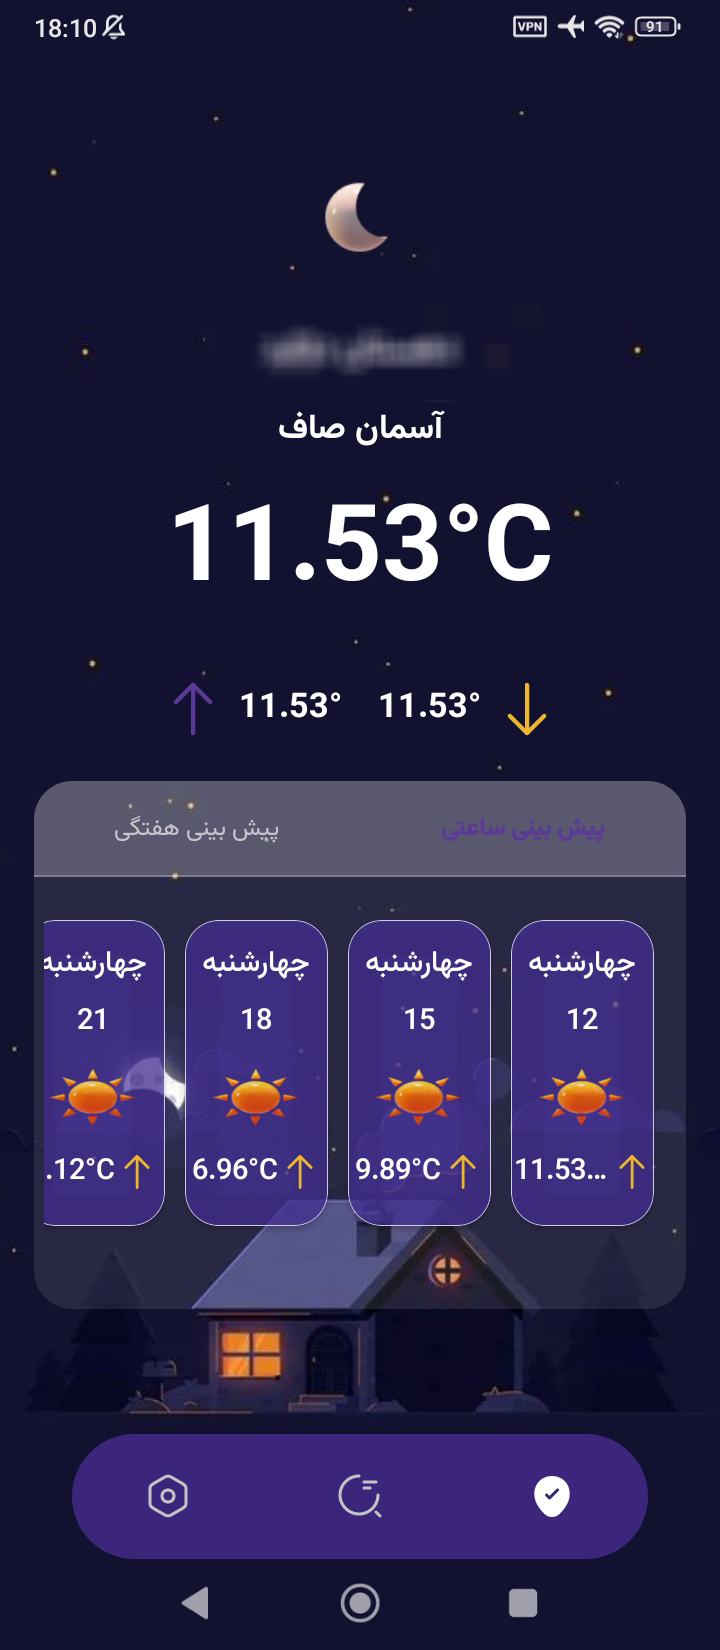 18:10 VPN 91
آسمان صاف
11.53°C
11.53° 11.53°
پیش بینی ساعتی پیش بینی هفتگی
چهارشنبه چهارشنبه چهارشنبه چهارشنبه
12 15 18 21
11.53... 9.89°C 6.96°C .12°C